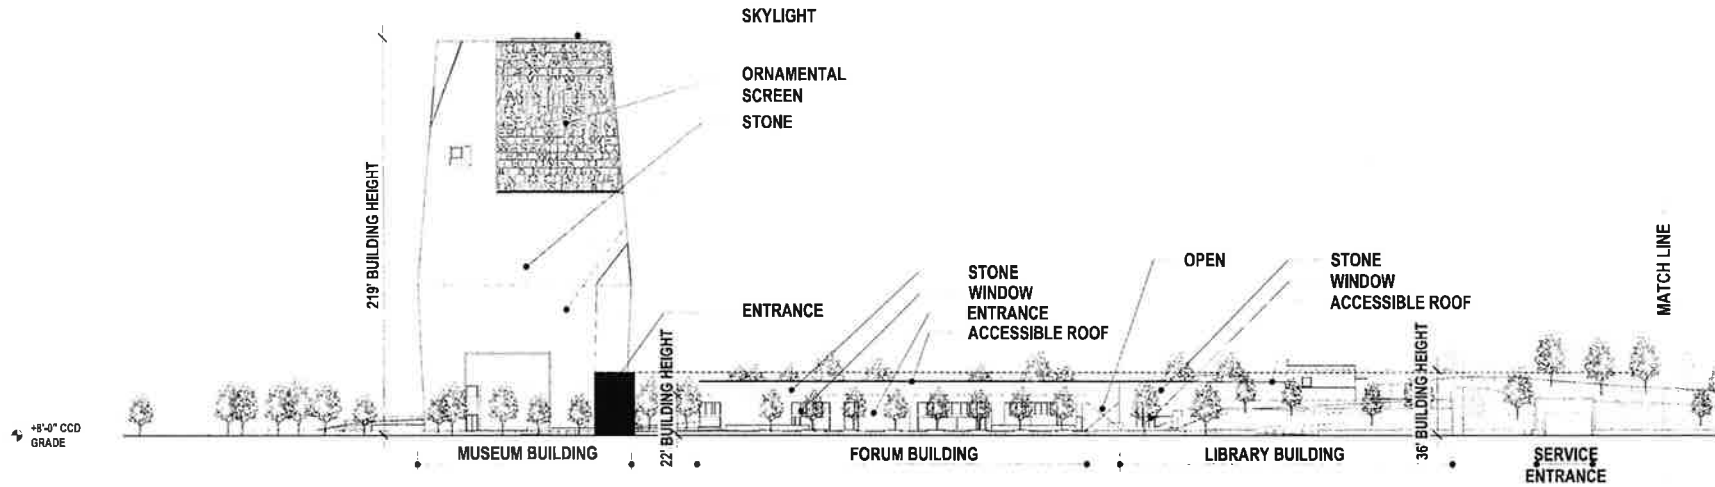 SKYLIGHT
ORNAMENTAL
SCREEN
STONE
219' BUILDING HEIGHT
ENTRANCE
22' BUILDING HEIGHT
STONE
WINDOW
ENTRANCE
ACCESSIBLE ROOF
OPEN
STONE
WINDOW
ACCESSIBLE ROOF
36' BUILDING HEIGHT
MATCH LINE
+8'-0" CCD
GRADE
MUSEUM BUILDING
FORUM BUILDING
LIBRARY BUILDING
SERVICE
ENTRANCE